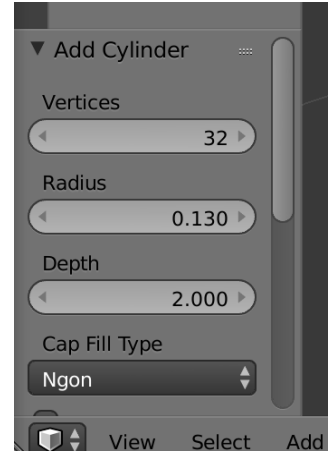 Add Cylinder
Vertices
32
Radius
0.130
Depth
2.000
Cap Fill Type
Ngon
View Select Add